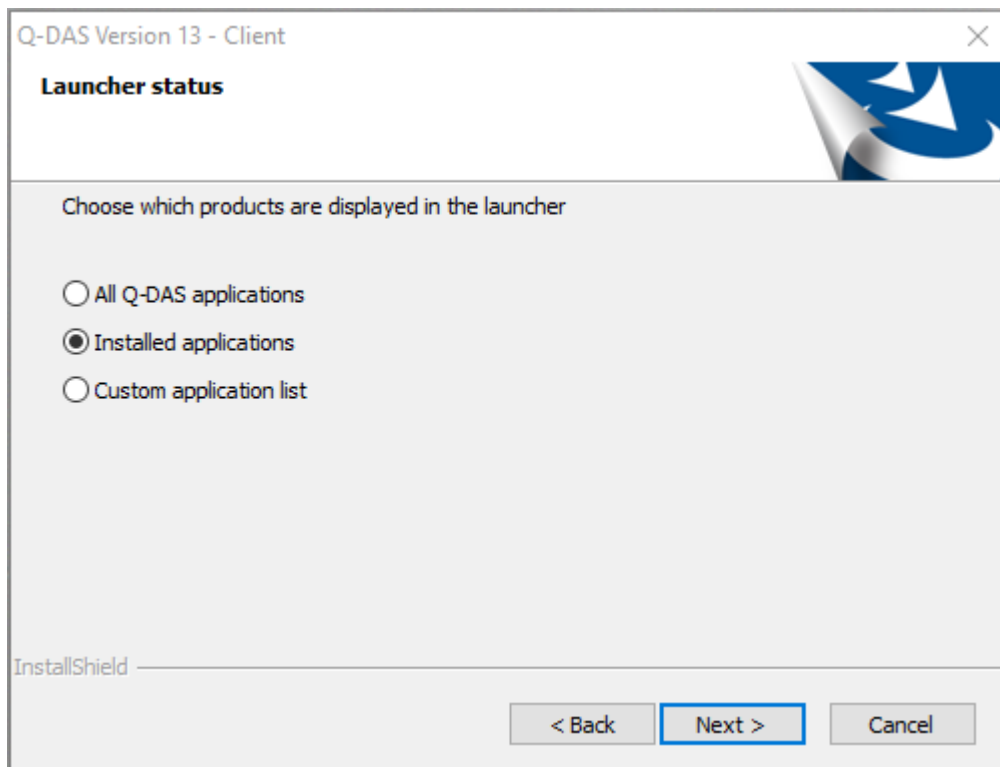 Q-DAS Version 13 - Client
Launcher status
Choose which products are displayed in the launcher
All Q-DAS applications
Installed applications
Custom application list
InstallShield
< Back
Next >
Cancel